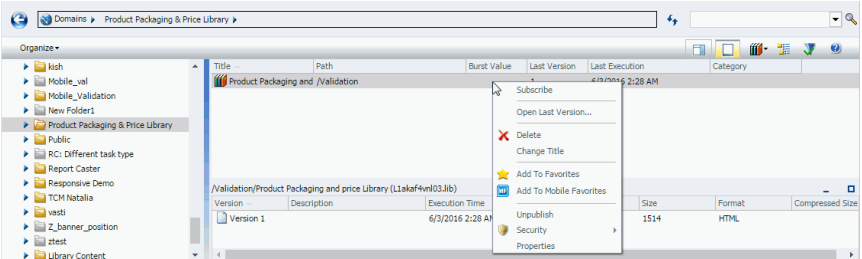 Domains Product Packaging & Price Library
Organize
kish
Mobile_val
Mobile_Validation
New Folder1
Product Packaging & Price Library
Public
RC: Different task type
Report Caster
Responsive Demo
TCM Natalia
vasti
Z_banner_position
ztest
Library Content
Title Path Burst Value Last Version Last Execution Category
Product Packaging and /Validation 1 6/3/2016 2:28 AM
Subscribe
Open Last Version...
Delete
Change Title
Add To Favorites
MF Add To Mobile Favorites
Unpublish
Security
Properties
/Validation/Product Packaging and price Library (L1akaf4vnl03.lib)
Version Description Execution Time Size Format Compressed Size
Version 1 6/3/2016 2:28 AM 1514 HTML